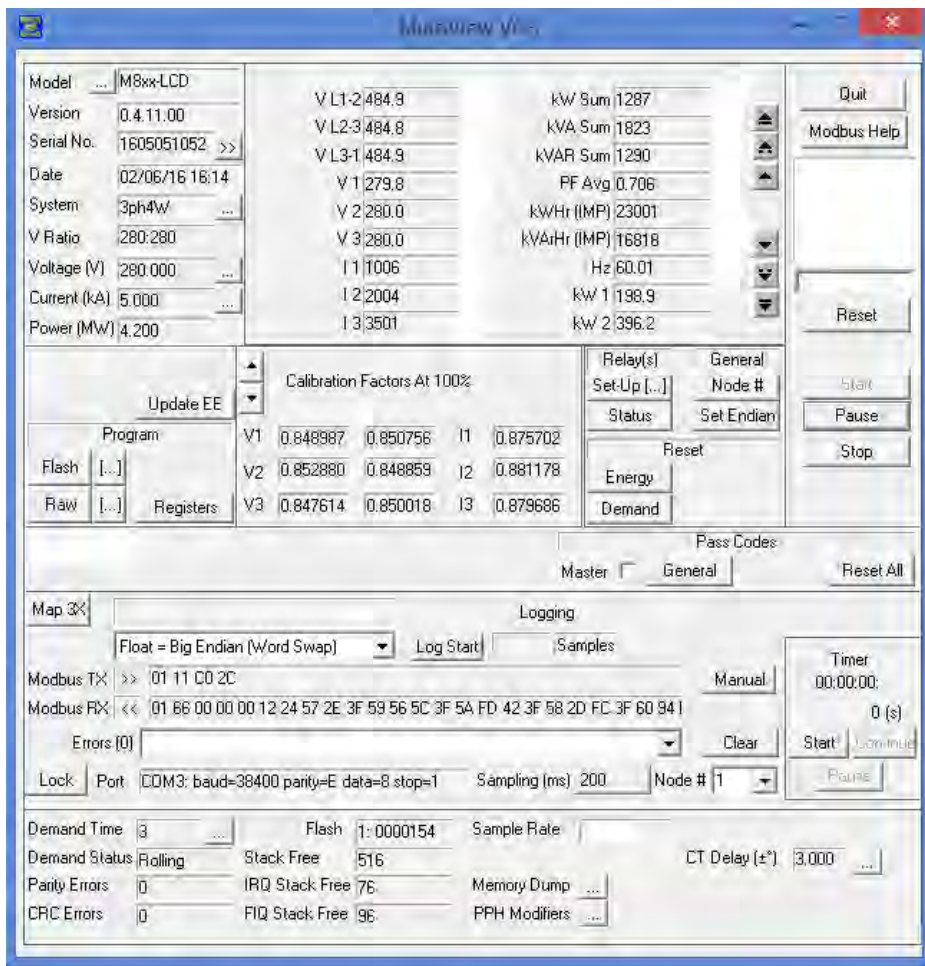 Model ... M8xx-LCD
Version 0.4.11.00
Serial No. 1605051052 >>
Date 02/06/16 16:14
System 3ph4W ...
V Ratio 280:280
Voltage (V) 280.000 ...
Current (kA) 5.000 ...
Power (MW) 4.200
V L1-2 484.9
V L2-3 484.8
V L3-1 484.9
V 1 279.8
V 2 280.0
V 3 280.0
I 1 1006
I 2 2004
I 3 3501
kW Sum 1287
kVA Sum 1823
kVAR Sum 1290
PF Avg 0.706
kWHr (IMP) 23001
kVArHr (IMP) 16818
Hz 60.01
kW 1 198.9
kW 2 396.2
Quit
Modbus Help
Reset
Start
Pause
Stop
Update EE
Program
Flash [...]
Raw [...] Registers
Calibration Factors At 100%
V1 0.848987 0.850756 I1 0.875702
V2 0.852880 0.848859 I2 0.881178
V3 0.847614 0.850018 I3 0.879686
Relay(s) General
Set-Up [...] Node #
Status Set Endian
Reset
Energy
Demand
Pass Codes
Master General Reset All
Map 3X Logging
Float = Big Endian (Word Swap) Log Start Samples
Modbus TX >> 01 11 C0 2C Manual
Modbus RX << 01 66 00 00 00 12 24 57 2E 3F 59 56 5C 3F 5A FD 42 3F 58 2D FC 3F 60 94
Errors (0) Clear
Lock Port COM3: baud=38400 parity=E data=8 stop=1 Sampling (ms) 200 Node # 1
Timer
00:00:00:
0 (s)
Start Continue
Pause
Demand Time 3 ... Flash 1: 0000154 Sample Rate
Demand Status Rolling Stack Free 516 CT Delay (±°) 3.000 ...
Parity Errors 0 IRQ Stack Free 76 Memory Dump ...
CRC Errors 0 FIQ Stack Free 96 PPH Modifiers ...